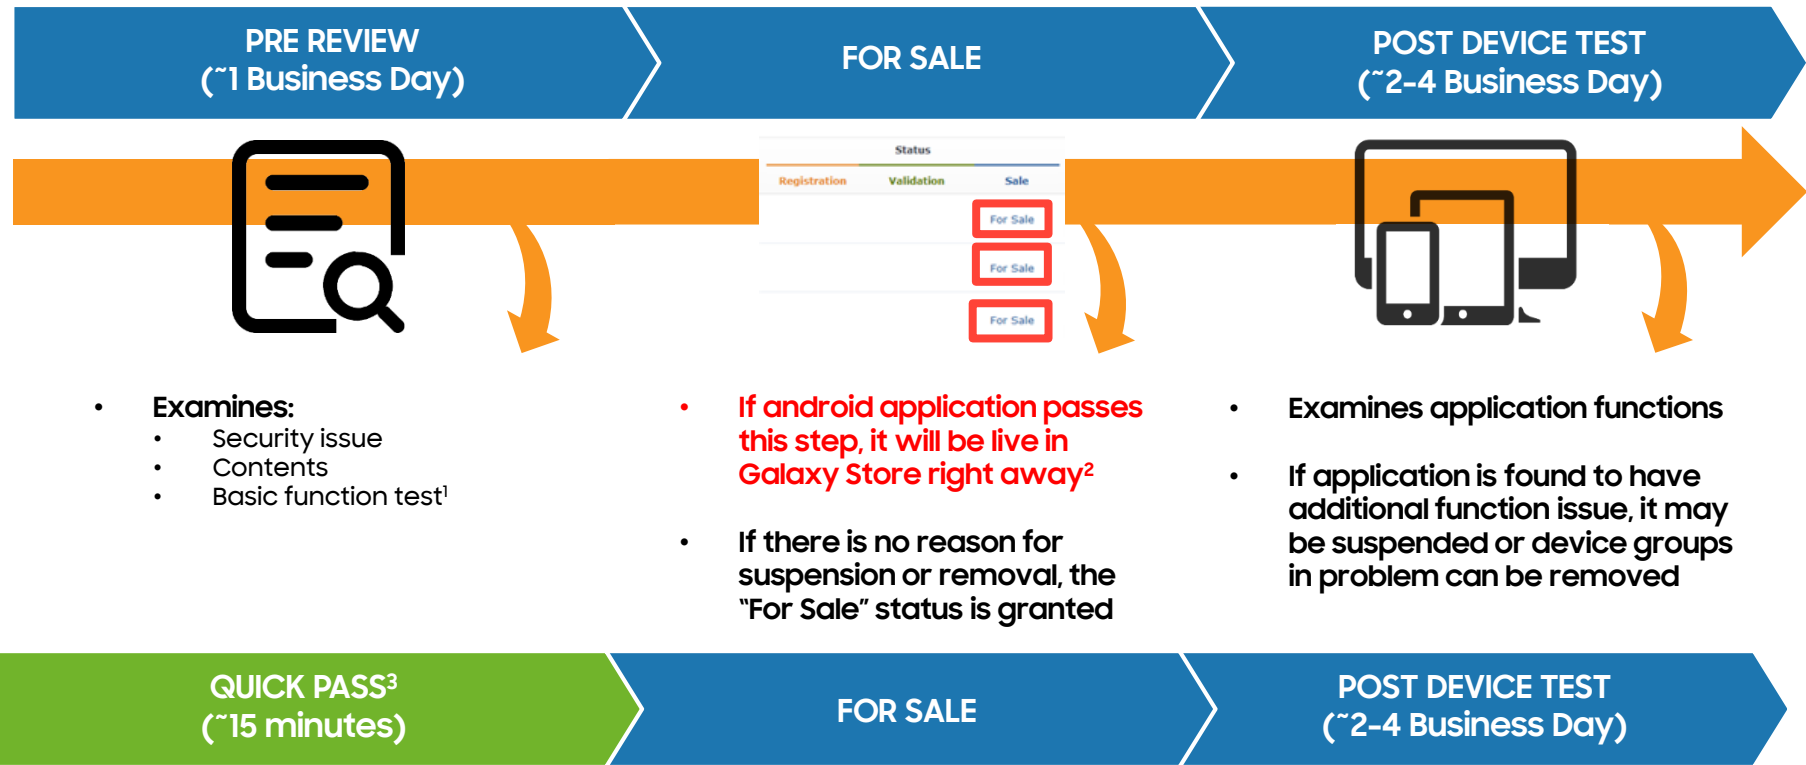 PRE REVIEW
(~1 Business Day)
FOR SALE
POST DEVICE TEST
(~2-4 Business Day)
Status
Registration Validation Sale
For Sale
For Sale
For Sale
• Examines:
• Security issue
• Contents
• Basic function test¹
• If android application passes
this step, it will be live in
Galaxy Store right away²
• If there is no reason for
suspension or removal, the
“For Sale” status is granted
• Examines application functions
• If application is found to have
additional function issue, it may
be suspended or device groups
in problem can be removed
QUICK PASS³
(~15 minutes)
FOR SALE
POST DEVICE TEST
(~2-4 Business Day)